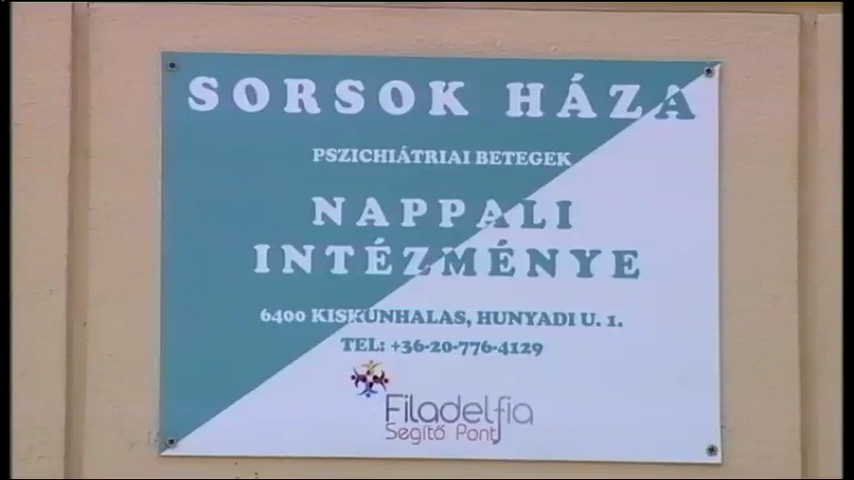 SORSOK HÁZA
PSZICHIÁTRIAI BETEGEK
NAPPALI
INTÉZMÉNYE
6400 KISKUNHALAS, HUNYADI U. 1.
TEL: +36-20-776-4129
Filadelfia
Segítő Pont